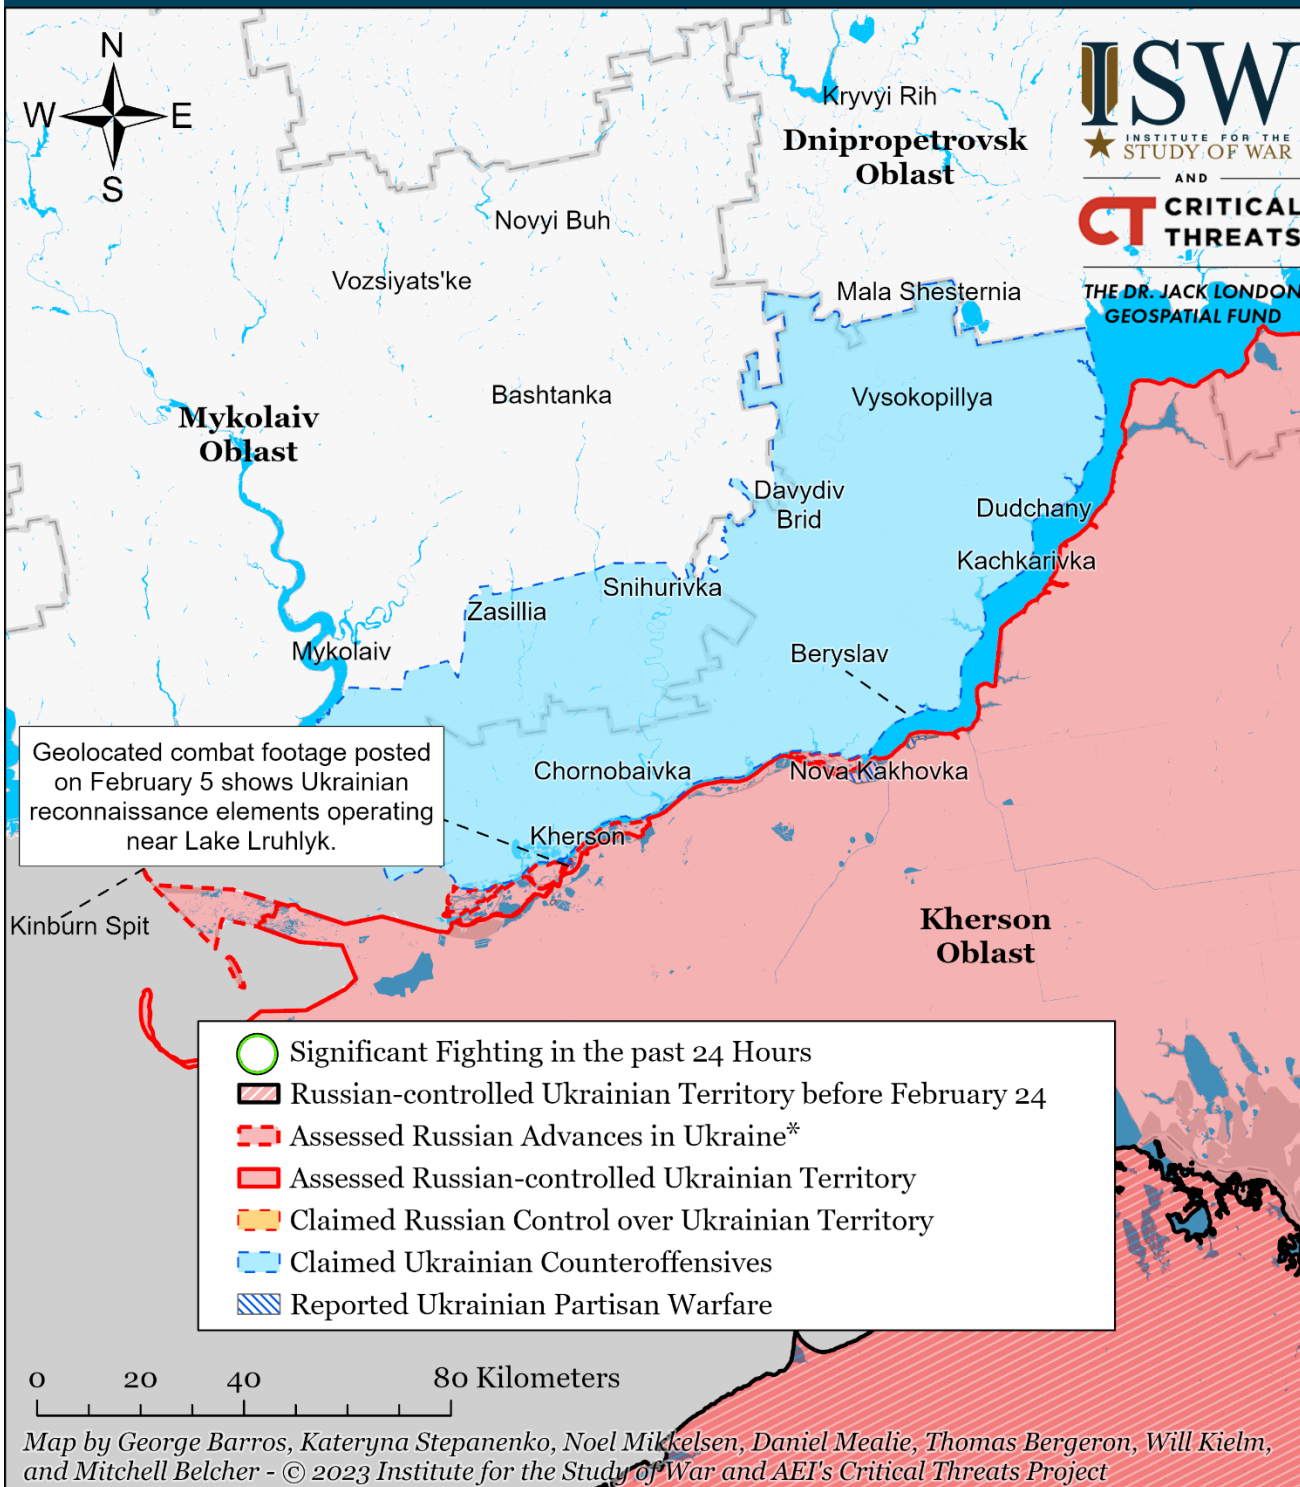 N
W E
S
ISW
INSTITUTE FOR THE
STUDY OF WAR
AND
CT CRITICAL
THREATS
THE DR. JACK LONDON
GEOSPATIAL FUND
Kryvyi Rih
Dnipropetrovsk
Oblast
Novyi Buh
Vozsiyats'ke
Mala Shesternia
Bashtanka
Vysokopillya
Mykolaiv
Oblast
Davydiv
Brid
Dudchany
Kachkarivka
Snihurivka
Zasillia
Mykolaiv
Beryslav
Geolocated combat footage posted
on February 5 shows Ukrainian
reconnaissance elements operating
near Lake Lruhlyk.
Chornobaivka
Nova Kakhovka
Kherson
Kinburn Spit
Kherson
Oblast
Significant Fighting in the past 24 Hours
Russian-controlled Ukrainian Territory before February 24
Assessed Russian Advances in Ukraine*
Assessed Russian-controlled Ukrainian Territory
Claimed Russian Control over Ukrainian Territory
Claimed Ukrainian Counteroffensives
Reported Ukrainian Partisan Warfare
0 20 40 80 Kilometers
Map by George Barros, Kateryna Stepanenko, Noel Mikkelsen, Daniel Mealie, Thomas Bergeron, Will Kielm,
and Mitchell Belcher - © 2023 Institute for the Study of War and AEI's Critical Threats Project